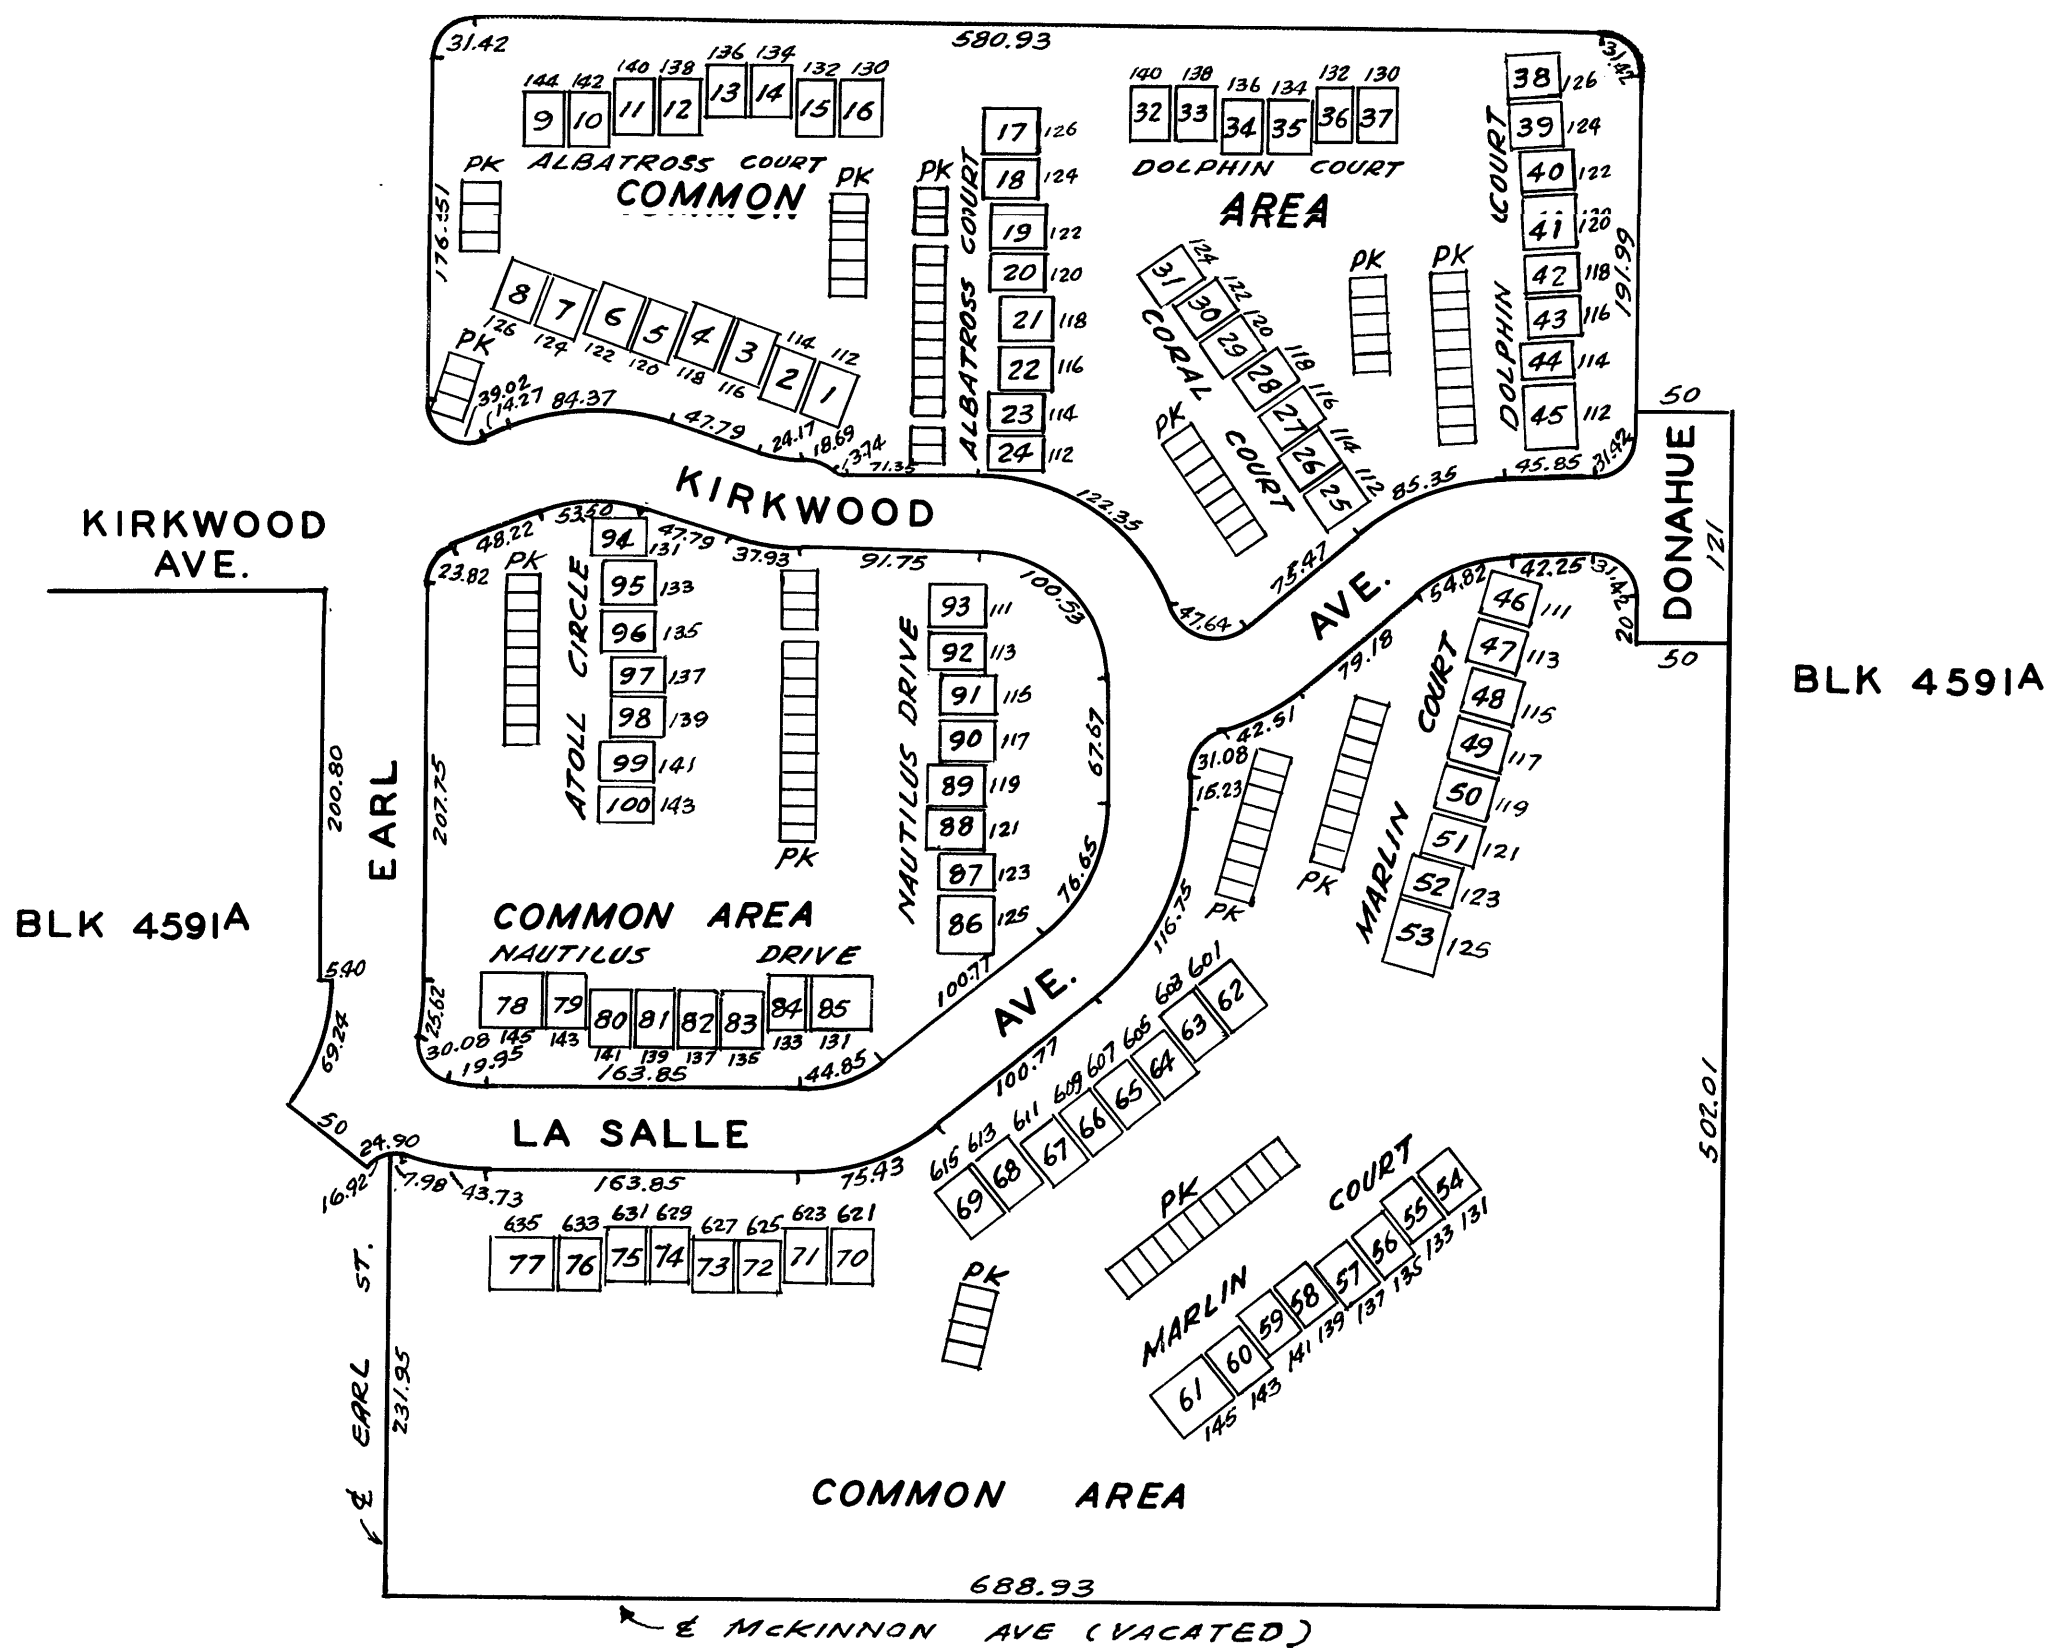 31.42
580.93
31.42
136 134
140 138
132 130
144 142
9 10 11 12 13 14 15 16
ALBATROSS COURT
COMMON
PK
PK
PK
176.51
140 138 136 134 132 130
32 33 34 35 36 37
DOLPHIN COURT
AREA
17 126
18 124
19 122
20 120
21 118
22 116
23 114
24 112
ALBATROSS COURT
38 126
39 124
40 122
41 120
42 118
43 116
44 114
45 112
DOLPHIN COURT
191.99
PK
PK
8 7 6 5 4 3 2 1
126 124 122 120 118 116 114 112
PK
31 124
30 122
29 120
28 118
27 116
26 114
25 112
CORAL COURT
PK
39.02
14.27
84.37
47.79
24.17
18.69
13.74
71.35
122.35
47.64
75.47
85.35
45.85
31.42
50
DONAHUE
121
50
20
KIRKWOOD AVE.
KIRKWOOD
AVE.
BLK 4591A
BLK 4591A
200.80
EARL
207.75
5.40
69.24
50
24.90
16.92
7.98
43.73
23.82
48.22
53.50
47.79
37.93
91.75
100.53
67.67
76.65
100.77
44.85
163.85
19.95
30.08
25.62
PK
ATOLL CIRCLE
94 131
95 133
96 135
97 137
98 139
99 141
100 143
PK
NAUTILUS DRIVE
93 111
92 113
91 115
90 117
89 119
88 121
87 123
86 125
COMMON AREA
NAUTILUS DRIVE
78 79 80 81 82 83 84 85
145 143 141 139 137 135 133 131
54.82
42.25
31.42
79.18
42.51
31.08
15.23
116.75
100.77
75.43
163.85
LA SALLE
AVE.
46 111
47 113
48 115
49 117
50 119
51 121
52 123
53 125
MARLIN COURT
PK
PK
601 603 605 607 609 611 613 615
62 63 64 65 66 67 68 69
635 633 631 629 627 625 623 621
77 76 75 74 73 72 71 70
PK
PK
MARLIN COURT
54 55 56 57 58 59 60 61
131 133 135 137 139 141 143 145
502.01
231.95
℄ EARL ST.
COMMON AREA
688.93
℄ MCKINNON AVE (VACATED)